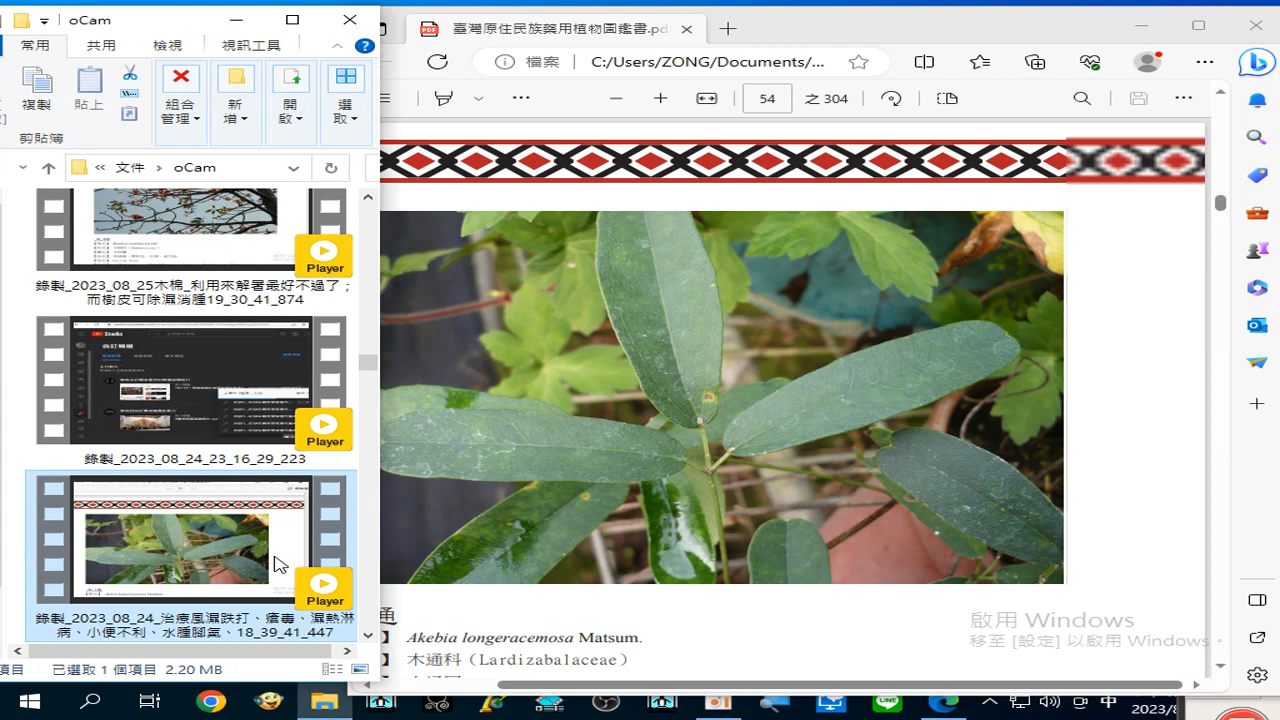 oCam
常用
共用
檢視
視訊工具
複製
貼上
組合
管理
新
增
開
啟
選
取
剪貼簿
文件
oCam
Player
錄製_2023_08_25木棉_利用來解暑最好不過了；
而樹皮可除濕消腫19_30_41_874
Player
錄製_2023_08_24_23_16_29_223
Player
錄製_2023_08_24_治療風濕跌打、瘡毒、濕熱淋
病、小便不利、水腫腳氣、18_39_41_447
項目
已選取 1 個項目
2.20 MB
臺灣原住民族藥用植物圖鑑書.pd
檔案
C:/Users/ZONG/Documents/...
54
之 304
通
】
Akebia longeracemosa Matsum.
】
木通科（Lardizabalaceae）
啟用 Windows
移至 [設定] 以啟用 Windows。
中
2023/8